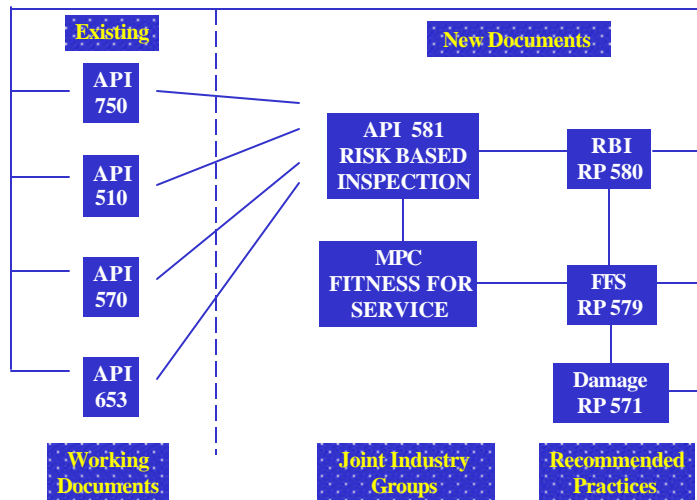 Existing
New Documents
API
750
API
510
API
570
API
653
API 581
RISK BASED
INSPECTION
MPC
FITNESS FOR
SERVICE
RBI
RP 580
FFS
RP 579
Damage
RP 571
Working
Documents
Joint Industry
Groups
Recommended
Practices